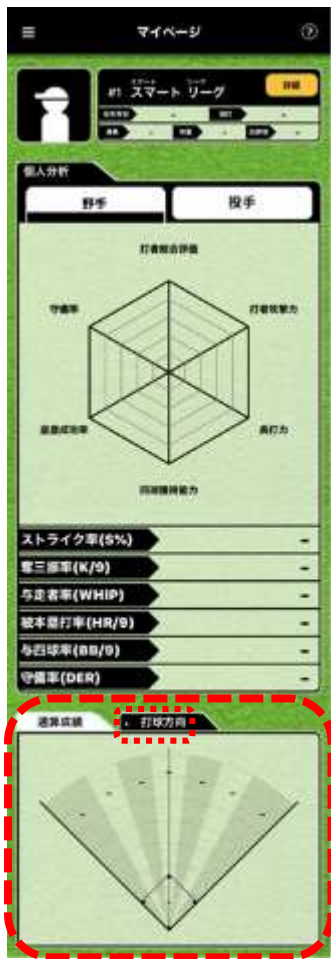 マイページ
スマート リーグ
#1 スマート リーグ
詳細
個人分析
野手 投手
打者総合評価
守備率 打者攻撃力
盗塁成功率 長打力
四球獲得能力
ストライク率(S%) -
奪三振率(K/9) -
与走者率(WHIP) -
被本塁打率(HR/9) -
与四球率(BB/9) -
守備率(DER) -
通算成績 打球方向